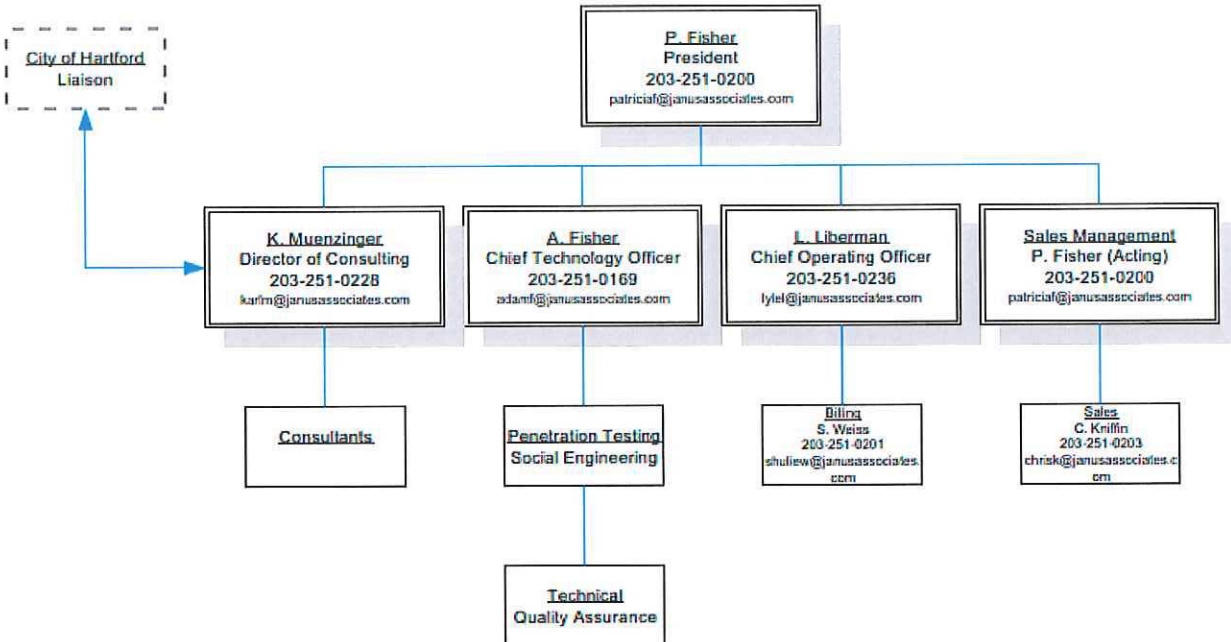 City of Hartford
Liaison
P. Fisher
President
203-251-0200
patriciaf@janusassociates.com
K. Muenzinger
Director of Consulting
203-251-0228
karlm@janusassociates.com
A. Fisher
Chief Technology Officer
203-251-0169
adamf@janusassociates.com
L. Liberman
Chief Operating Officer
203-251-0236
lylel@janusassociates.com
Sales Management
P. Fisher (Acting)
203-251-0200
patriciaf@janusassociates.com
Consultants
Penetration Testing
Social Engineering
Billing
S. Weiss
203-251-0201
shuliew@janusassociates.
com
Sales
C. Kniffin
203-251-0203
chrisk@janusassociates.c
om
Technical
Quality Assurance